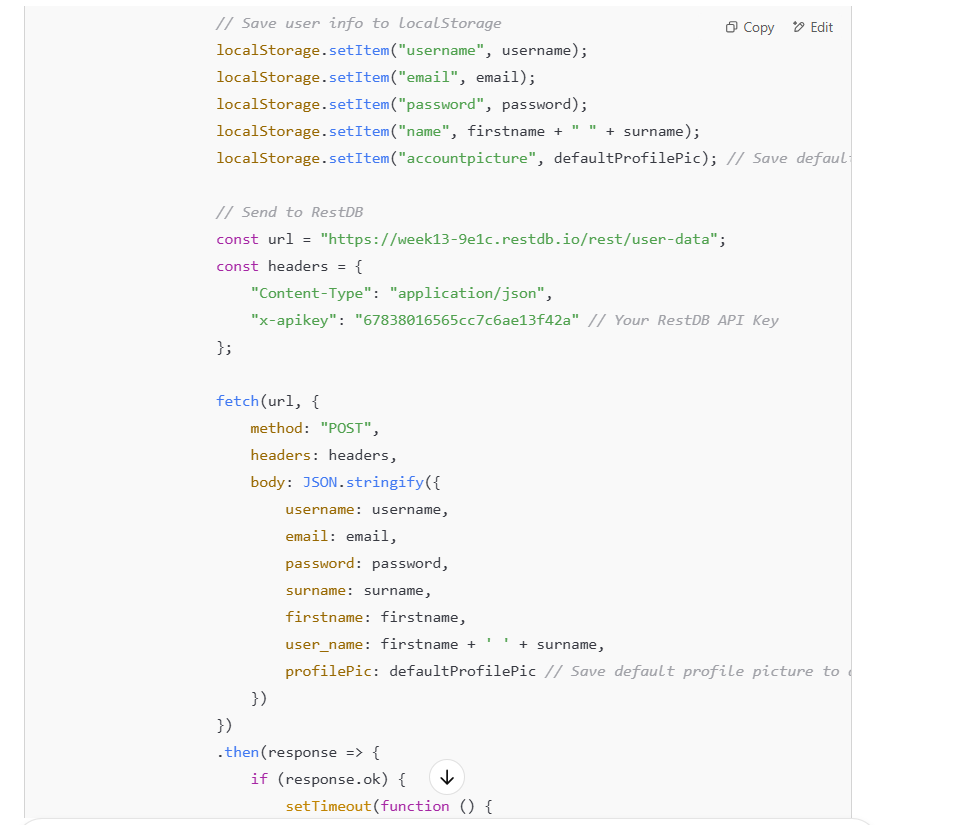 // Save user info to localStorage
Copy Edit
localStorage.setItem("username", username);
localStorage.setItem("email", email);
localStorage.setItem("password", password);
localStorage.setItem("name", firstname + " " + surname);
localStorage.setItem("accountpicture", defaultProfilePic); // Save defaul
// Send to RestDB
const url = "https://week13-9e1c.restdb.io/rest/user-data";
const headers = {
"Content-Type": "application/json",
"x-apikey": "67838016565cc7c6ae13f42a" // Your RestDB API Key
};
fetch(url, {
method: "POST",
headers: headers,
body: JSON.stringify({
username: username,
email: email,
password: password,
surname: surname,
firstname: firstname,
user_name: firstname + ' ' + surname,
profilePic: defaultProfilePic // Save default profile picture to
})
})
.then(response => {
if (response.ok) {
setTimeout(function () {